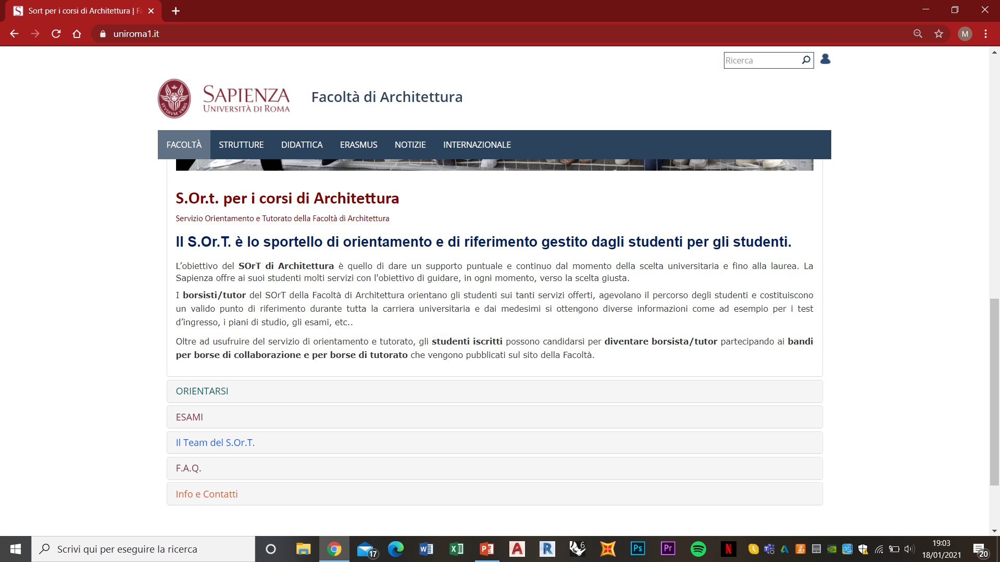 Sort per i corsi di Architettura | Fa
uniroma1.it
M
Ricerca
STVDIVM VRBIS
SAPIENZA
UNIVERSITÀ DI ROMA
Facoltà di Architettura
FACOLTÀ STRUTTURE DIDATTICA ERASMUS NOTIZIE INTERNAZIONALE
S.Or.t. per i corsi di Architettura
Servizio Orientamento e Tutorato della Facoltà di Architettura
Il S.Or.T. è lo sportello di orientamento e di riferimento gestito dagli studenti per gli studenti.
L’obiettivo del SOrT di Architettura è quello di dare un supporto puntuale e continuo dal momento della scelta universitaria e fino alla laurea. La
Sapienza offre ai suoi studenti molti servizi con l'obiettivo di guidare, in ogni momento, verso la scelta giusta.
I borsisti/tutor del SOrT della Facoltà di Architettura orientano gli studenti sui tanti servizi offerti, agevolano il percorso degli studenti e costituiscono
un valido punto di riferimento durante tutta la carriera universitaria e dai medesimi si ottengono diverse informazioni come ad esempio per i test
d’ingresso, i piani di studio, gli esami, etc..
Oltre ad usufruire del servizio di orientamento e tutorato, gli studenti iscritti possono candidarsi per diventare borsista/tutor partecipando ai bandi
per borse di collaborazione e per borse di tutorato che vengono pubblicati sul sito della Facoltà.
ORIENTARSI
ESAMI
Il Team del S.Or.T.
F.A.Q.
Info e Contatti
Scrivi qui per eseguire la ricerca
17
6
Ps
Pr
19:03
18/01/2021
20